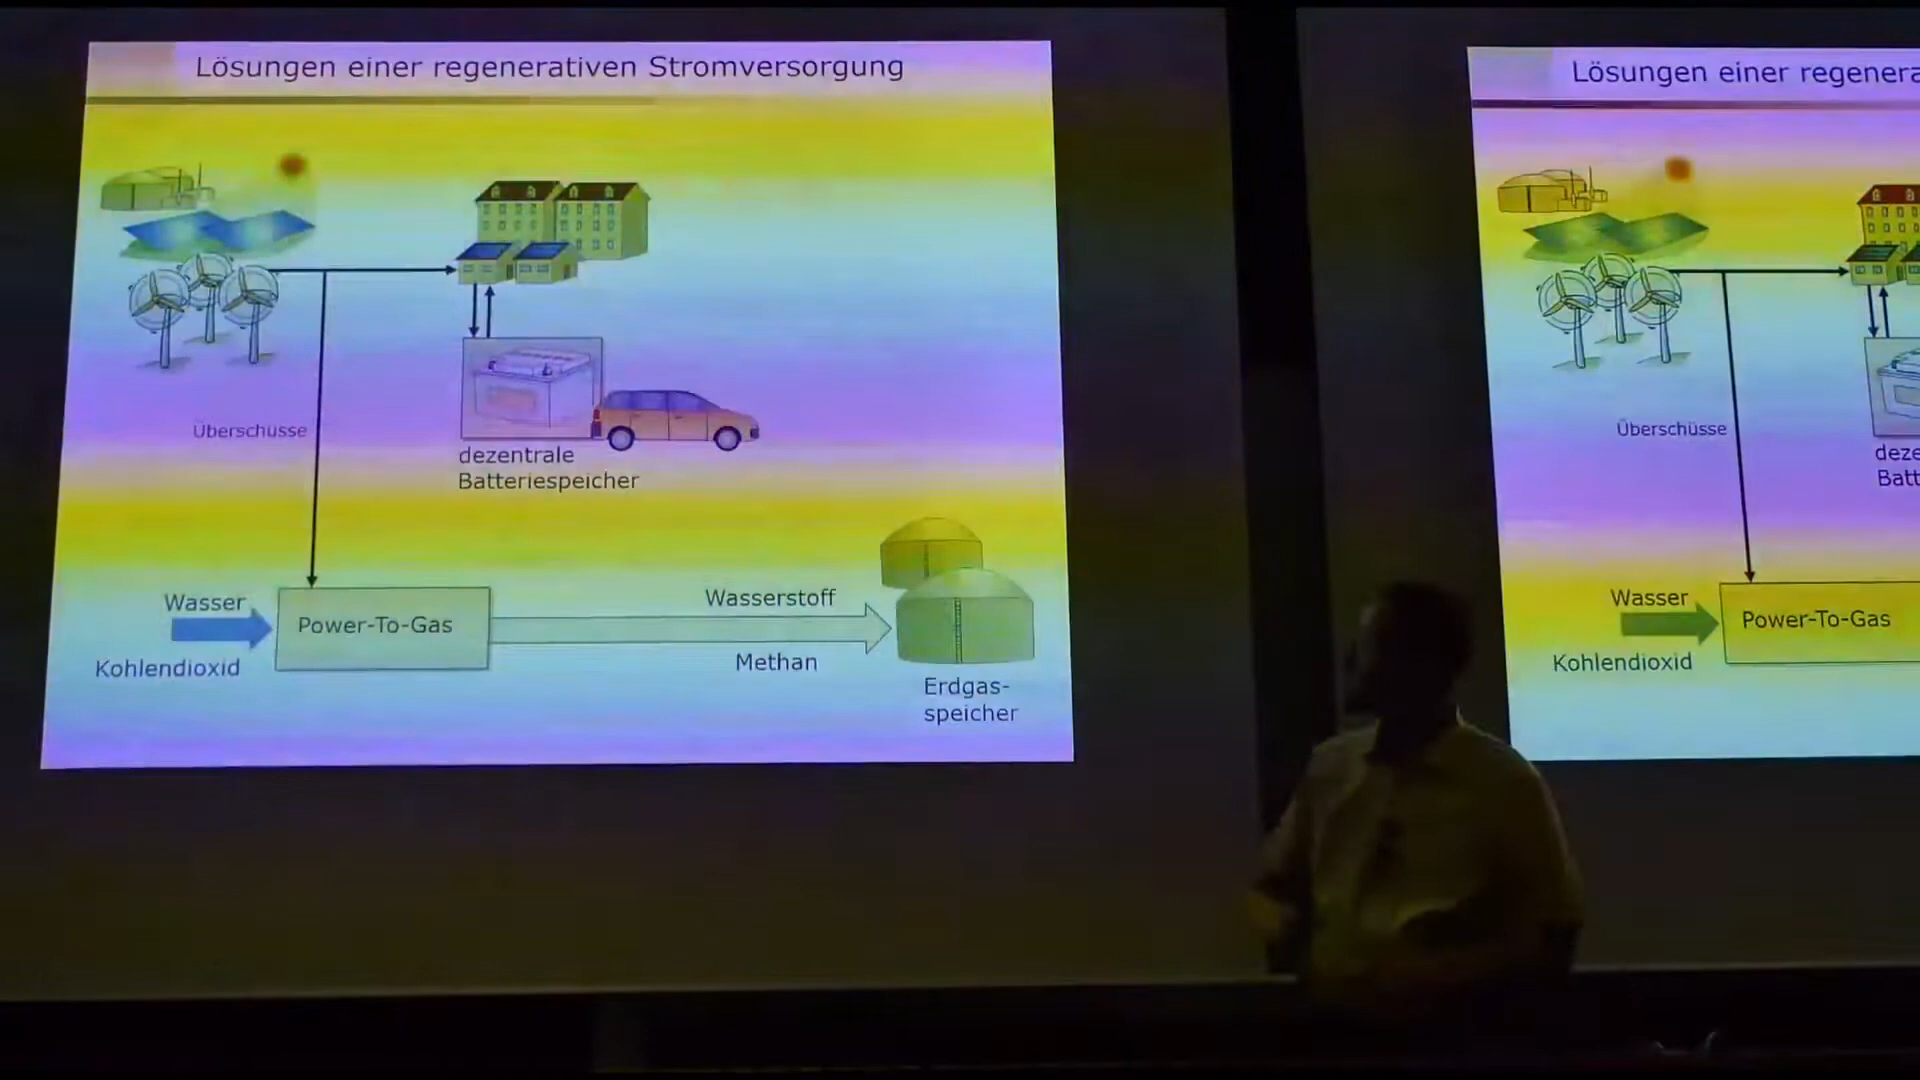 Lösungen einer regenerativen Stromversorgung
Überschüsse
dezentrale
Batteriespeicher
Wasser
Kohlendioxid
Power-To-Gas
Wasserstoff
Methan
Erdgas-
speicher
Lösungen einer regenera
Überschüsse
deze
Batt
Wasser
Kohlendioxid
Power-To-Gas